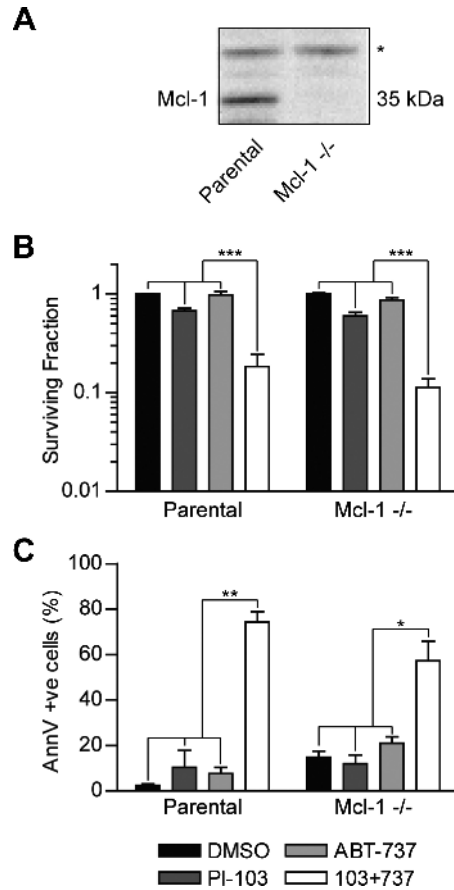 A
*
Mcl-1
35 kDa
Parental
Mcl-1 -/-
B
***
***
1
0.1
0.01
Surviving Fraction
Parental
Mcl-1 -/-
C
100
80
60
40
20
0
AnnV +ve cells (%)
**
*
Parental
Mcl-1 -/-
DMSO
ABT-737
PI-103
103+737